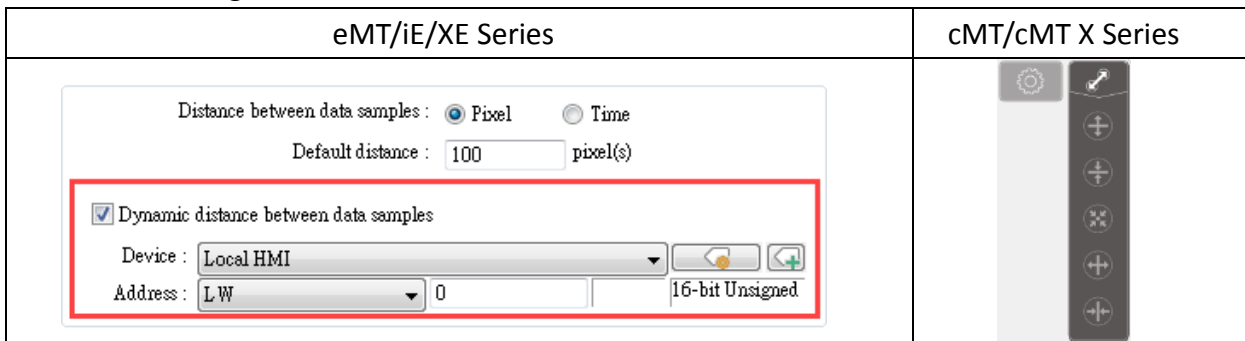 eMT/iE/XE Series
cMT/cMT X Series
Distance between data samples : Pixel Time
Default distance : 100 pixel(s)
Dynamic distance between data samples
Device : Local HMI
Address : LW 0 16-bit Unsigned